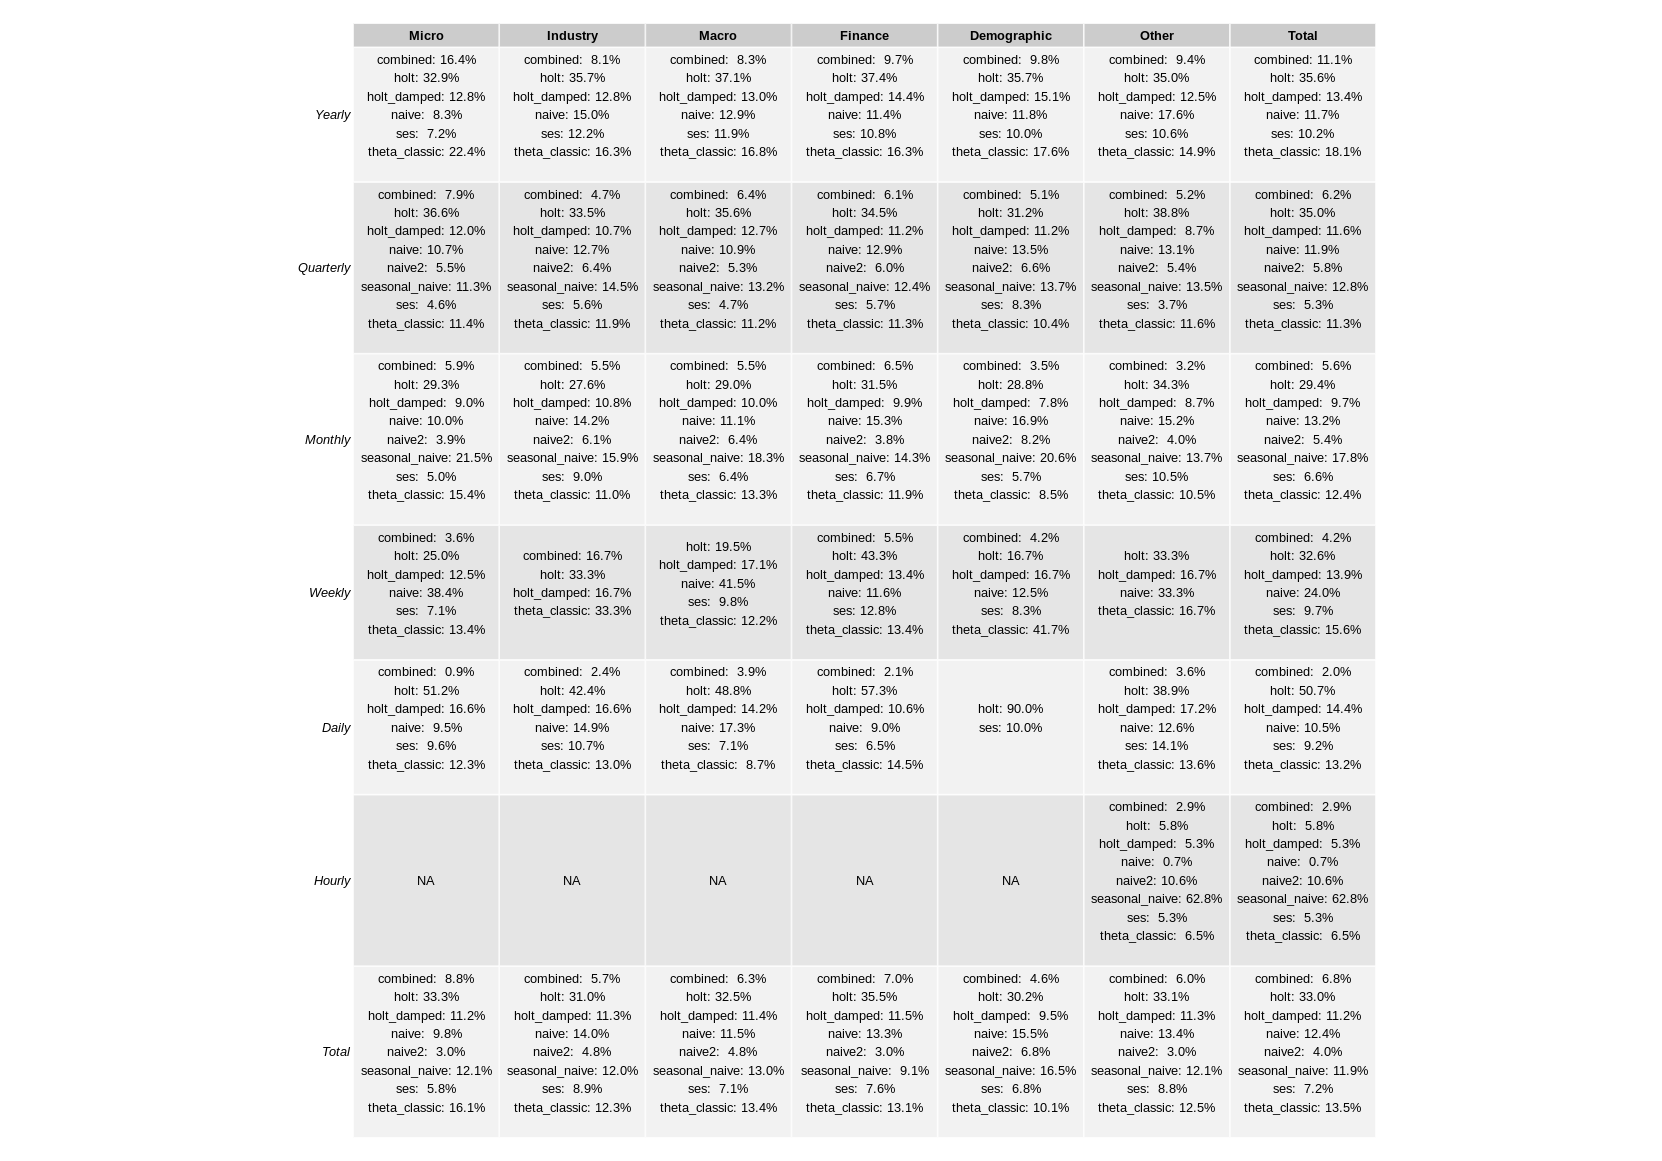 Micro Industry Macro Finance Demographic Other Total
Yearly
combined: 16.4% combined: 8.1% combined: 8.3% combined: 9.7% combined: 9.8% combined: 9.4% combined: 11.1%
holt: 32.9% holt: 35.7% holt: 37.1% holt: 37.4% holt: 35.7% holt: 35.0% holt: 35.6%
holt_damped: 12.8% holt_damped: 12.8% holt_damped: 13.0% holt_damped: 14.4% holt_damped: 15.1% holt_damped: 12.5% holt_damped: 13.4%
naive: 8.3% naive: 15.0% naive: 12.9% naive: 11.4% naive: 11.8% naive: 17.6% naive: 11.7%
ses: 7.2% ses: 12.2% ses: 11.9% ses: 10.8% ses: 10.0% ses: 10.6% ses: 10.2%
theta_classic: 22.4% theta_classic: 16.3% theta_classic: 16.8% theta_classic: 16.3% theta_classic: 17.6% theta_classic: 14.9% theta_classic: 18.1%
Quarterly
combined: 7.9% combined: 4.7% combined: 6.4% combined: 6.1% combined: 5.1% combined: 5.2% combined: 6.2%
holt: 36.6% holt: 33.5% holt: 35.6% holt: 34.5% holt: 31.2% holt: 38.8% holt: 35.0%
holt_damped: 12.0% holt_damped: 10.7% holt_damped: 12.7% holt_damped: 11.2% holt_damped: 11.2% holt_damped: 8.7% holt_damped: 11.6%
naive: 10.7% naive: 12.7% naive: 10.9% naive: 12.9% naive: 13.5% naive: 13.1% naive: 11.9%
naive2: 5.5% naive2: 6.4% naive2: 5.3% naive2: 6.0% naive2: 6.6% naive2: 5.4% naive2: 5.8%
seasonal_naive: 11.3% seasonal_naive: 14.5% seasonal_naive: 13.2% seasonal_naive: 12.4% seasonal_naive: 13.7% seasonal_naive: 13.5% seasonal_naive: 12.8%
ses: 4.6% ses: 5.6% ses: 4.7% ses: 5.7% ses: 8.3% ses: 3.7% ses: 5.3%
theta_classic: 11.4% theta_classic: 11.9% theta_classic: 11.2% theta_classic: 11.3% theta_classic: 10.4% theta_classic: 11.6% theta_classic: 11.3%
Monthly
combined: 5.9% combined: 5.5% combined: 5.5% combined: 6.5% combined: 3.5% combined: 3.2% combined: 5.6%
holt: 29.3% holt: 27.6% holt: 29.0% holt: 31.5% holt: 28.8% holt: 34.3% holt: 29.4%
holt_damped: 9.0% holt_damped: 10.8% holt_damped: 10.0% holt_damped: 9.9% holt_damped: 7.8% holt_damped: 8.7% holt_damped: 9.7%
naive: 10.0% naive: 14.2% naive: 11.1% naive: 15.3% naive: 16.9% naive: 15.2% naive: 13.2%
naive2: 3.9% naive2: 6.1% naive2: 6.4% naive2: 3.8% naive2: 8.2% naive2: 4.0% naive2: 5.4%
seasonal_naive: 21.5% seasonal_naive: 15.9% seasonal_naive: 18.3% seasonal_naive: 14.3% seasonal_naive: 20.6% seasonal_naive: 13.7% seasonal_naive: 17.8%
ses: 5.0% ses: 9.0% ses: 6.4% ses: 6.7% ses: 5.7% ses: 10.5% ses: 6.6%
theta_classic: 15.4% theta_classic: 11.0% theta_classic: 13.3% theta_classic: 11.9% theta_classic: 8.5% theta_classic: 10.5% theta_classic: 12.4%
Weekly
combined: 3.6% combined: 5.5% combined: 4.2% combined: 4.2%
holt: 19.5%
holt: 25.0% combined: 16.7% holt: 43.3% holt: 16.7% holt: 33.3% holt: 32.6%
holt_damped: 17.1%
holt_damped: 12.5% holt: 33.3% holt_damped: 13.4% holt_damped: 16.7% holt_damped: 16.7% holt_damped: 13.9%
naive: 41.5%
naive: 38.4% holt_damped: 16.7% naive: 11.6% naive: 12.5% naive: 33.3% naive: 24.0%
ses: 9.8%
ses: 7.1% theta_classic: 33.3% ses: 12.8% ses: 8.3% theta_classic: 16.7% ses: 9.7%
theta_classic: 12.2%
theta_classic: 13.4% theta_classic: 13.4% theta_classic: 41.7% theta_classic: 15.6%
Daily
combined: 0.9% combined: 2.4% combined: 3.9% combined: 2.1% combined: 3.6% combined: 2.0%
holt: 51.2% holt: 42.4% holt: 48.8% holt: 57.3% holt: 38.9% holt: 50.7%
holt_damped: 16.6% holt_damped: 16.6% holt_damped: 14.2% holt_damped: 10.6% holt: 90.0% holt_damped: 17.2% holt_damped: 14.4%
naive: 9.5% naive: 14.9% naive: 17.3% naive: 9.0% ses: 10.0% naive: 12.6% naive: 10.5%
ses: 9.6% ses: 10.7% ses: 7.1% ses: 6.5% ses: 14.1% ses: 9.2%
theta_classic: 12.3% theta_classic: 13.0% theta_classic: 8.7% theta_classic: 14.5% theta_classic: 13.6% theta_classic: 13.2%
Hourly
combined: 2.9% combined: 2.9%
holt: 5.8% holt: 5.8%
holt_damped: 5.3% holt_damped: 5.3%
naive: 0.7% naive: 0.7%
NA NA NA NA NA naive2: 10.6% naive2: 10.6%
seasonal_naive: 62.8% seasonal_naive: 62.8%
ses: 5.3% ses: 5.3%
theta_classic: 6.5% theta_classic: 6.5%
Total
combined: 8.8% combined: 5.7% combined: 6.3% combined: 7.0% combined: 4.6% combined: 6.0% combined: 6.8%
holt: 33.3% holt: 31.0% holt: 32.5% holt: 35.5% holt: 30.2% holt: 33.1% holt: 33.0%
holt_damped: 11.2% holt_damped: 11.3% holt_damped: 11.4% holt_damped: 11.5% holt_damped: 9.5% holt_damped: 11.3% holt_damped: 11.2%
naive: 9.8% naive: 14.0% naive: 11.5% naive: 13.3% naive: 15.5% naive: 13.4% naive: 12.4%
naive2: 3.0% naive2: 4.8% naive2: 4.8% naive2: 3.0% naive2: 6.8% naive2: 3.0% naive2: 4.0%
seasonal_naive: 12.1% seasonal_naive: 12.0% seasonal_naive: 13.0% seasonal_naive: 9.1% seasonal_naive: 16.5% seasonal_naive: 12.1% seasonal_naive: 11.9%
ses: 5.8% ses: 8.9% ses: 7.1% ses: 7.6% ses: 6.8% ses: 8.8% ses: 7.2%
theta_classic: 16.1% theta_classic: 12.3% theta_classic: 13.4% theta_classic: 13.1% theta_classic: 10.1% theta_classic: 12.5% theta_classic: 13.5%